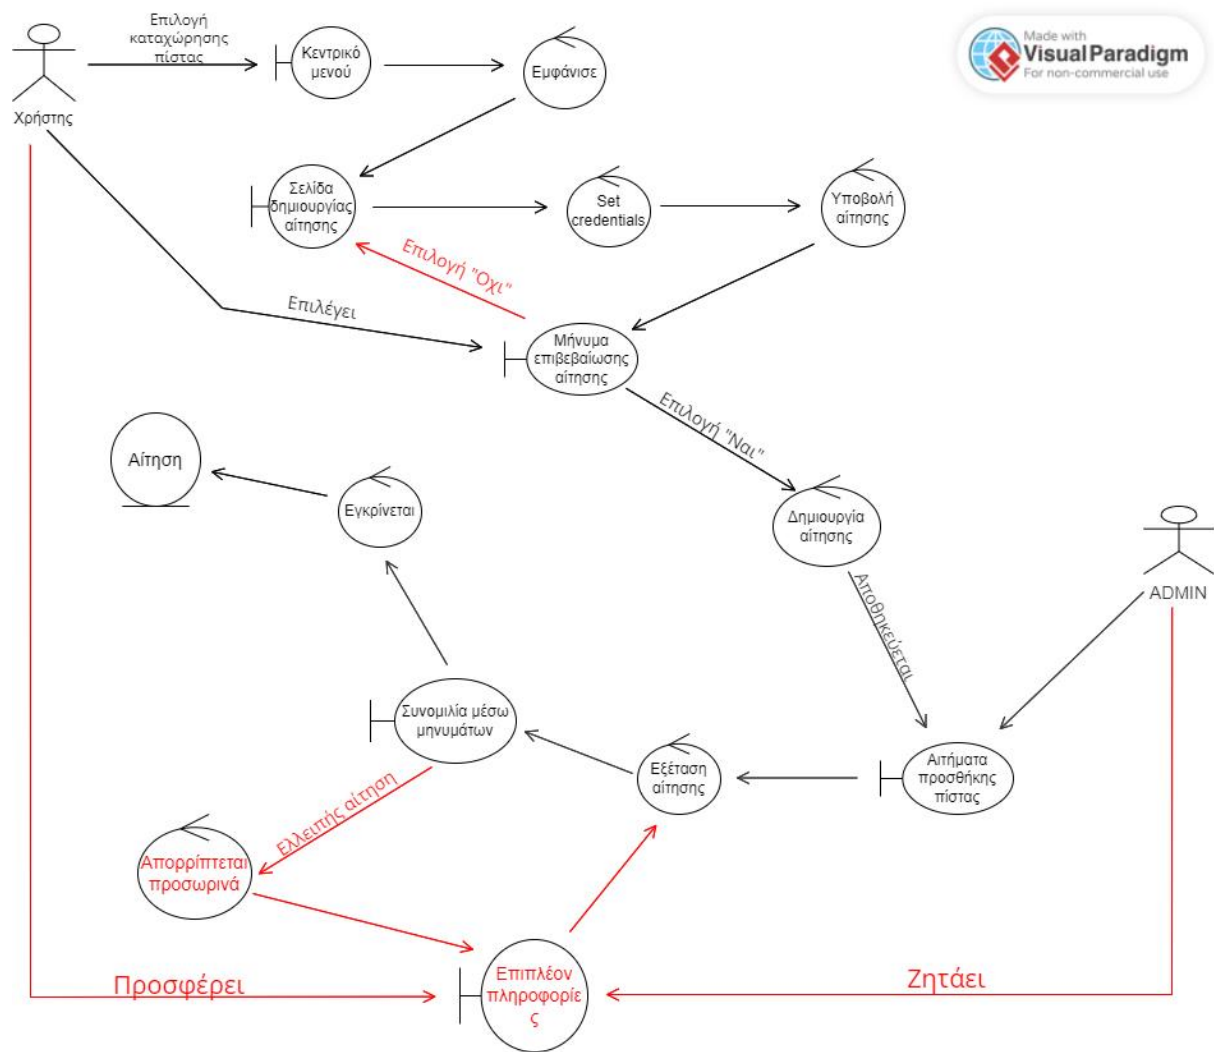 Επιλογή
καταχώρησης
πίστας
Κεντρικό
μενού
Εμφάνισε
Made with
Visual Paradigm
For non-commercial use
Χρήστης
Σελίδα
δημιουργίας
αίτησης
Set
credentials
Υποβολή
αίτησης
Επιλογή "Όχι"
Επιλέγει
Μήνυμα
επιβεβαίωσης
αίτησης
Επιλογή "Ναι"
Αίτηση
Εγκρίνεται
Δημιουργία
αίτησης
ADMIN
Αποθηκεύεται
Συνομιλία μέσω
μηνυμάτων
Εξέταση
αίτησης
Αιτήματα
προσθήκης
πίστας
Ελλειπής αίτηση
Απορρίπτεται
προσωρινά
Επιπλέον
πληροφορίε
ς
Προσφέρει
Ζητάει